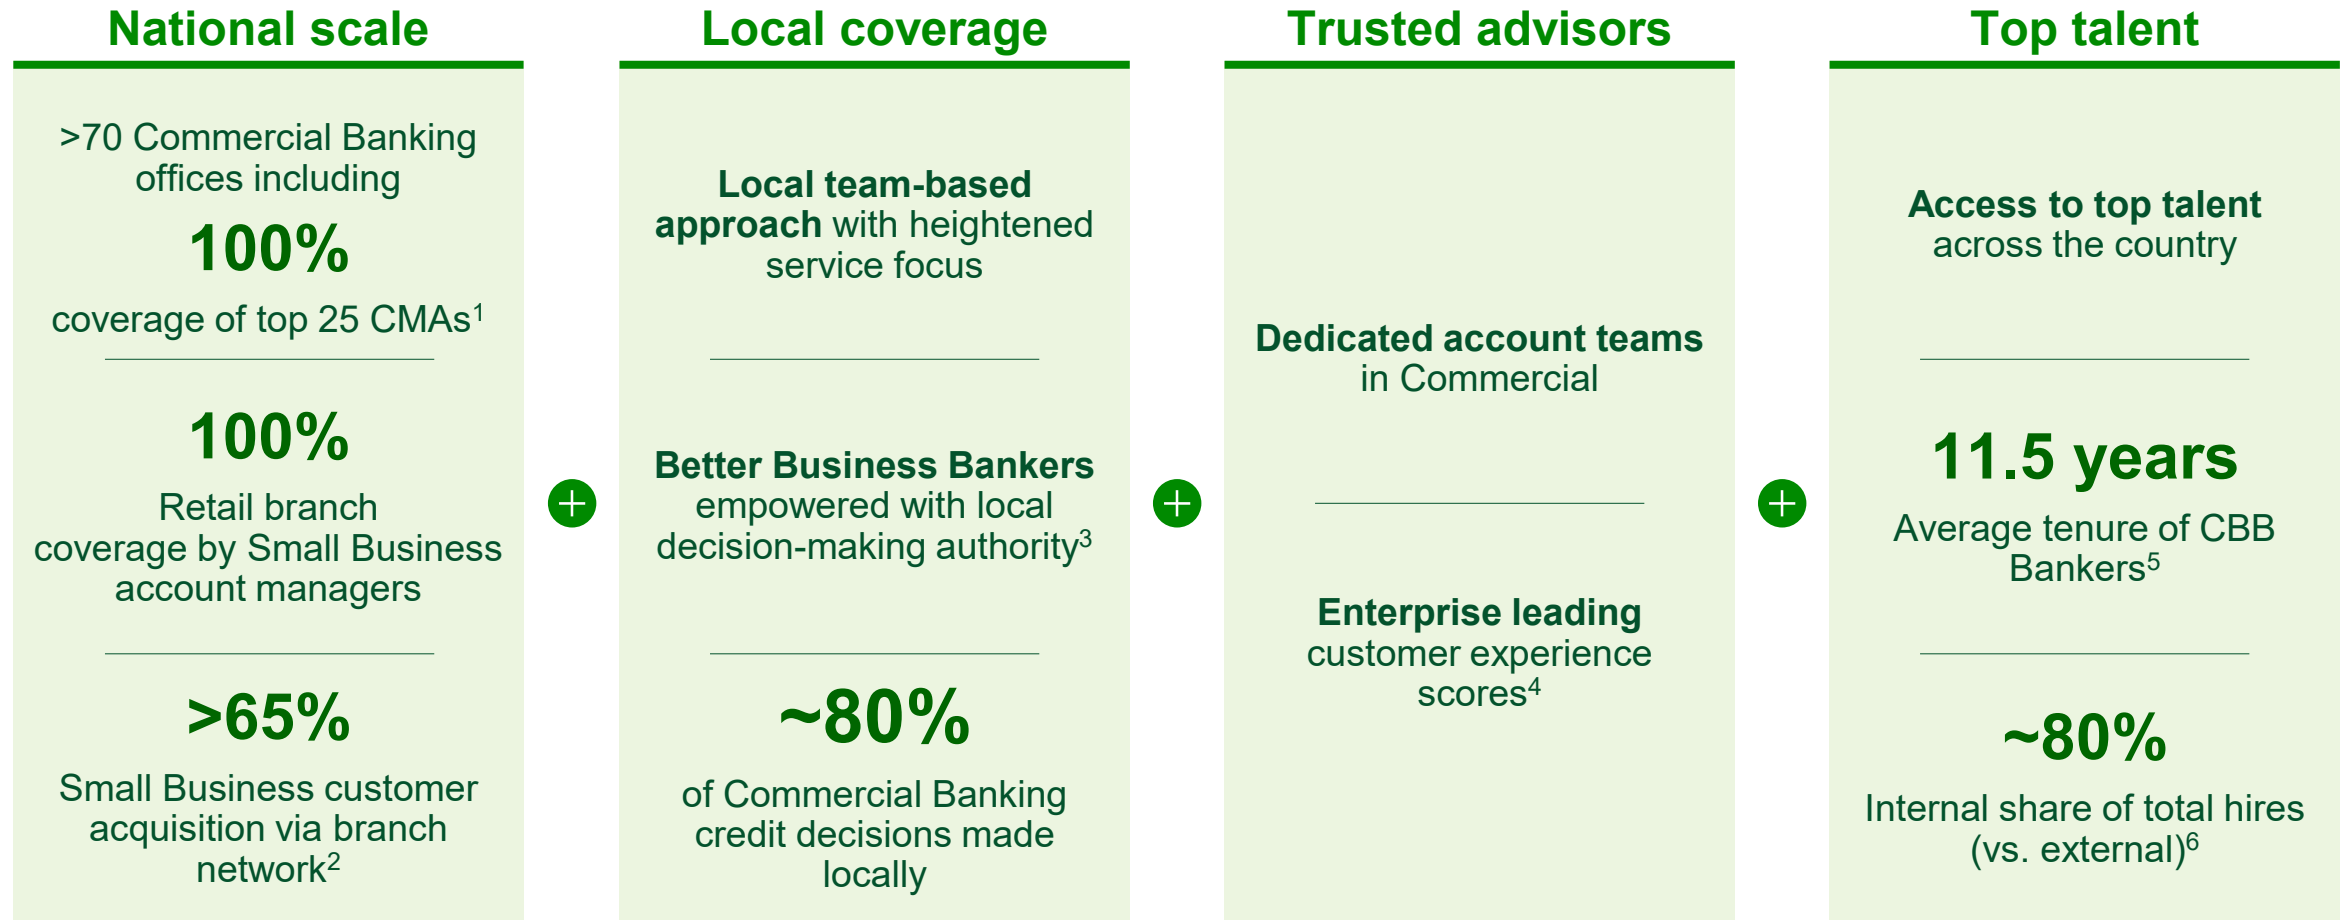 National scale
>70 Commercial Banking
offices including
100%
coverage of top 25 CMAs¹
100%
Retail branch
coverage by Small Business
account managers
>65%
Small Business customer
acquisition via branch
network²
Local coverage
Local team-based
approach with heightened
service focus
Better Business Bankers
empowered with local
decision-making authority³
~80%
of Commercial Banking
credit decisions made
locally
Trusted advisors
Dedicated account teams
in Commercial
Enterprise leading
customer experience
scores⁴
Top talent
Access to top talent
across the country
11.5 years
Average tenure of CBB
Bankers⁵
~80%
Internal share of total hires
(vs. external)⁶